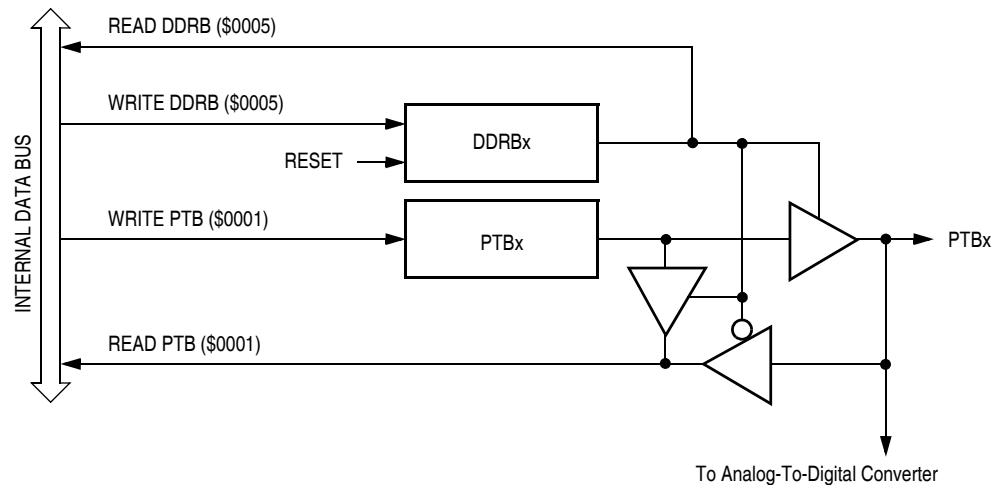 READ DDRB ($0005)
WRITE DDRB ($0005)
DDRBx
RESET
INTERNAL DATA BUS
WRITE PTB ($0001)
PTBx
PTBx
READ PTB ($0001)
To Analog-To-Digital Converter